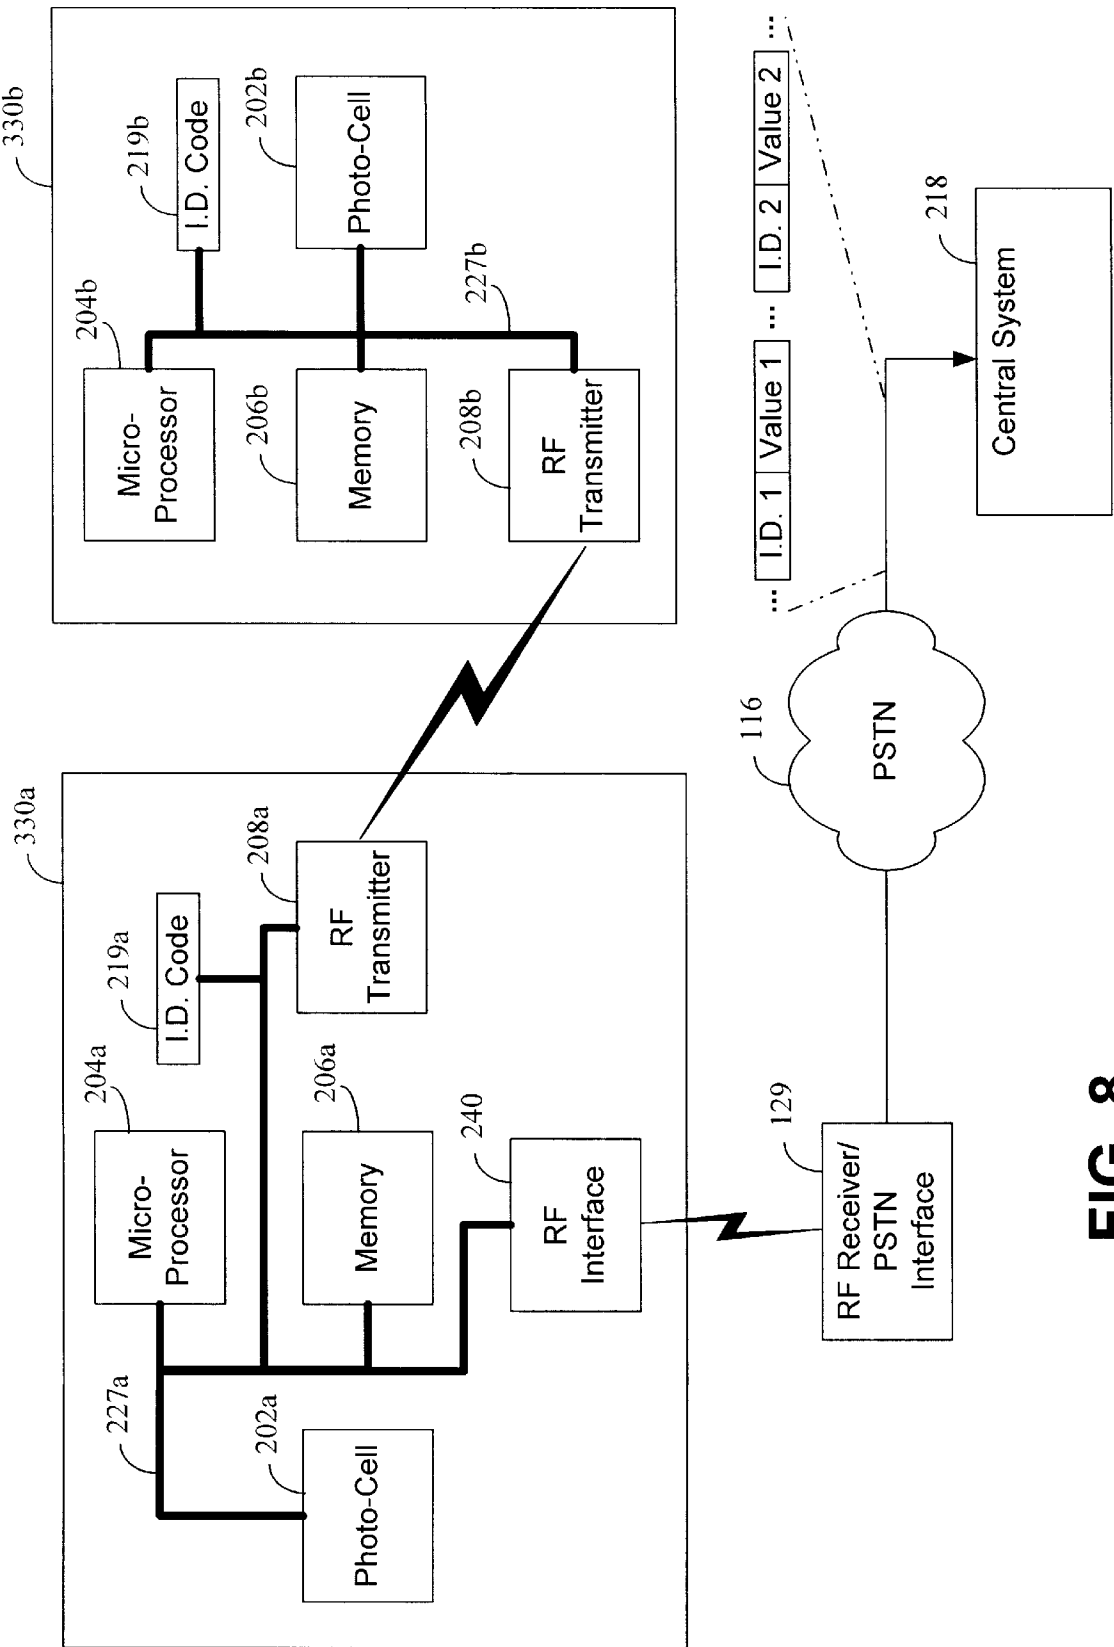 330a
204a
Micro-
Processor
219a
I.D. Code
227a
202a
Photo-Cell
206a
Memory
208a
RF
Transmitter
240
RF
Interface
330b
204b
Micro-
Processor
219b
I.D. Code
206b
Memory
202b
Photo-Cell
208b
RF
Transmitter
227b
129
RF Receiver/
PSTN
Interface
116
PSTN
... I.D. 1 Value 1 ... I.D. 2 Value 2 ...
218
Central System
FIG. 8